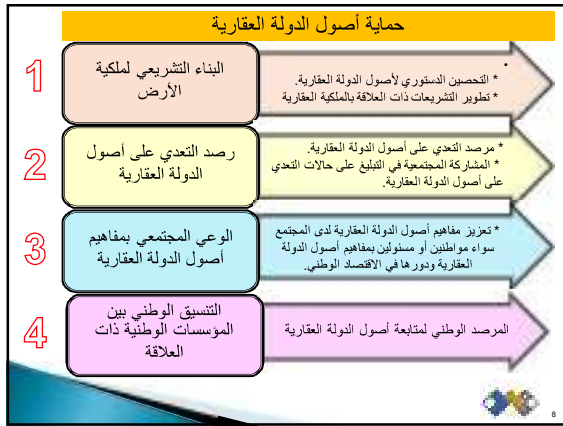 حماية أصول الدولة العقارية
1
البناء التشريعي لملكية
الأرض
* التحصين الدستوري لأصول الدولة العقارية.
* تطوير التشريعات ذات العلاقة بالملكية العقارية
2
رصد التعدي على أصول
الدولة العقارية
* مرصد التعدي على أصول الدولة العقارية.
* المشاركة المجتمعية في التبليغ على حالات التعدي
على أصول الدولة العقارية.
3
الوعي المجتمعي بمفاهيم
أصول الدولة العقارية
* تعزيز مفاهيم أصول الدولة العقارية لدى المجتمع
سواء مواطنين أو مسئولين بمفاهيم أصول الدولة
العقارية ودورها في الاقتصاد الوطني.
4
التنسيق الوطني بين
المؤسسات الوطنية ذات
العلاقة
المرصد الوطني لمتابعة أصول الدولة العقارية
8